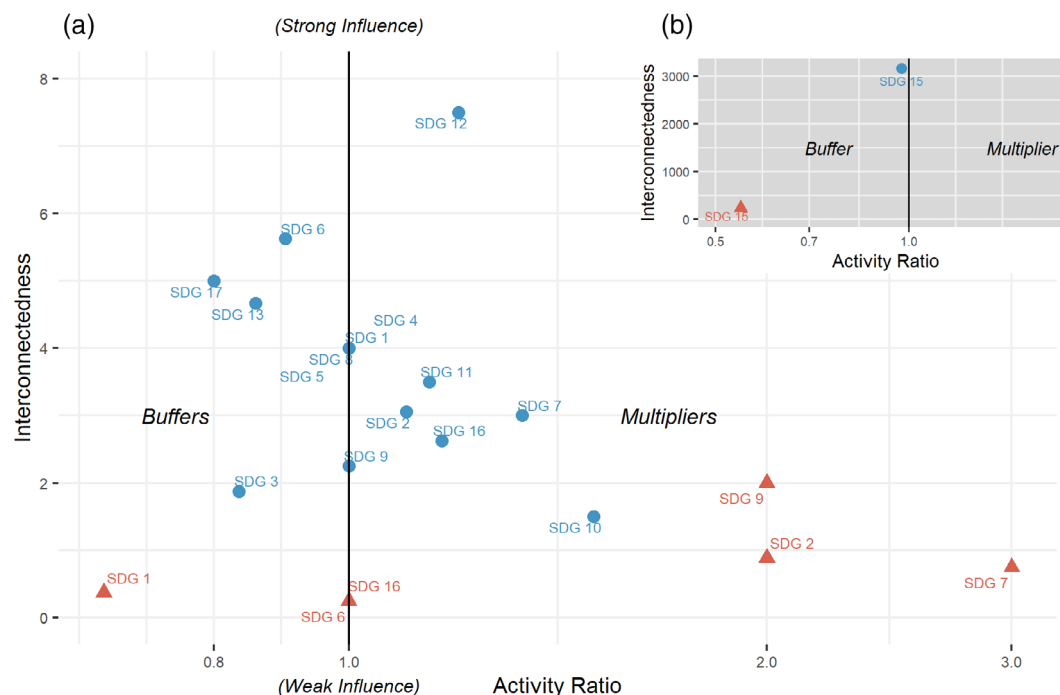 (a)
(Strong Influence)
(b)
Interconnectedness
8
6
4
2
0
SDG 12
SDG 6
SDG 17
SDG 13
SDG 4
SDG 1
SDG 8
SDG 5
SDG 11
Buffers
SDG 2
SDG 7
Multipliers
SDG 16
SDG 9
SDG 3
SDG 10
SDG 9
SDG 2
SDG 1
SDG 16
SDG 6
SDG 7
0.8
1.0
2.0
3.0
(Weak Influence)
Activity Ratio
Interconnectedness
3000
2000
1000
0
SDG 15
Buffer
Multiplier
SDG 15
0.5
0.7
1.0
Activity Ratio